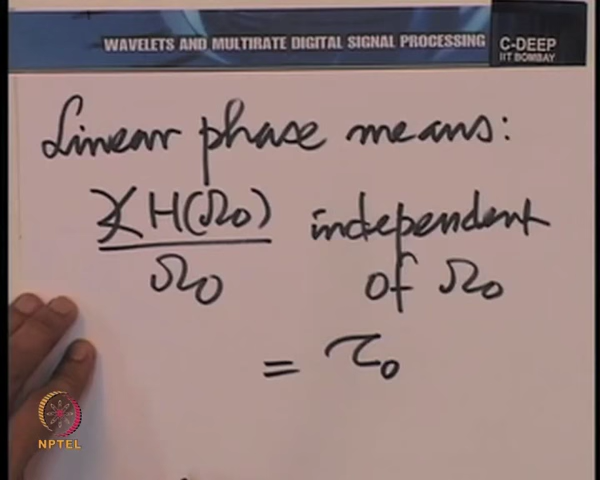 WAVELETS AND MULTIRATE DIGITAL SIGNAL PROCESSING
C-DEEP
IIT BOMBAY
Linear phase means:
∠H(Ω₀)/Ω₀ independent
of Ω₀
= τ₀
NPTEL